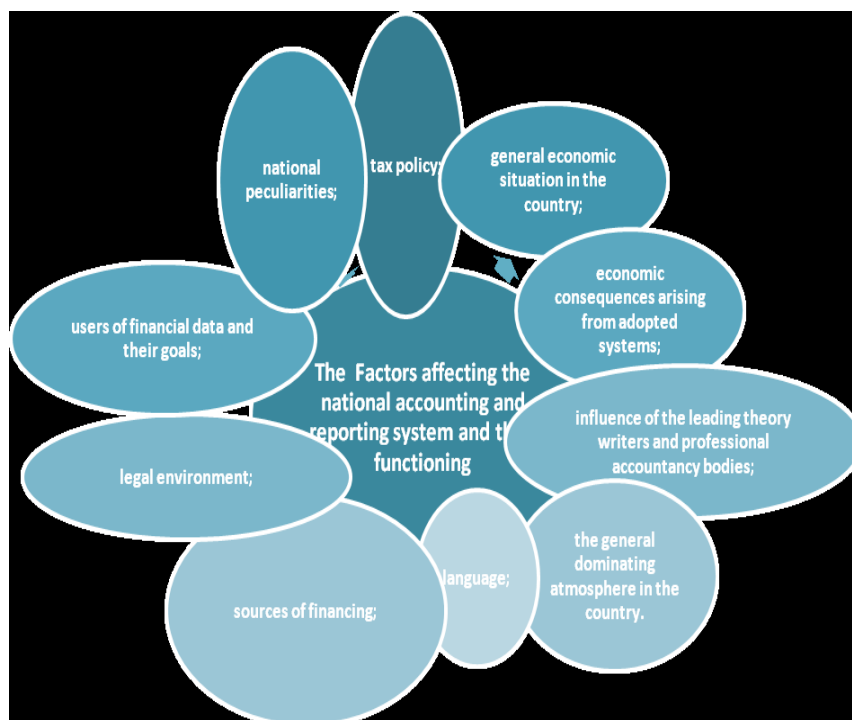 tax policy;
general economic
situation in the
country;
economic
consequences arising
from adopted
systems;
influence of the leading theory
writers and professional
accountancy bodies;
the general
dominating
atmosphere in the
country.
language;
sources of financing;
legal environment;
users of financial data and
their goals;
national
peculiarities;
The Factors affecting the
national accounting and
reporting system and
functioning